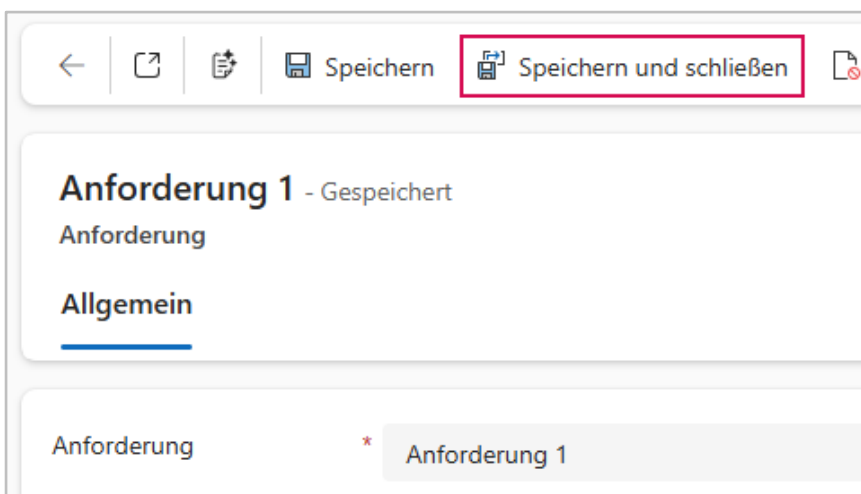 Speichern Speichern und schließen
Anforderung 1 - Gespeichert
Anforderung
Allgemein
Anforderung * Anforderung 1